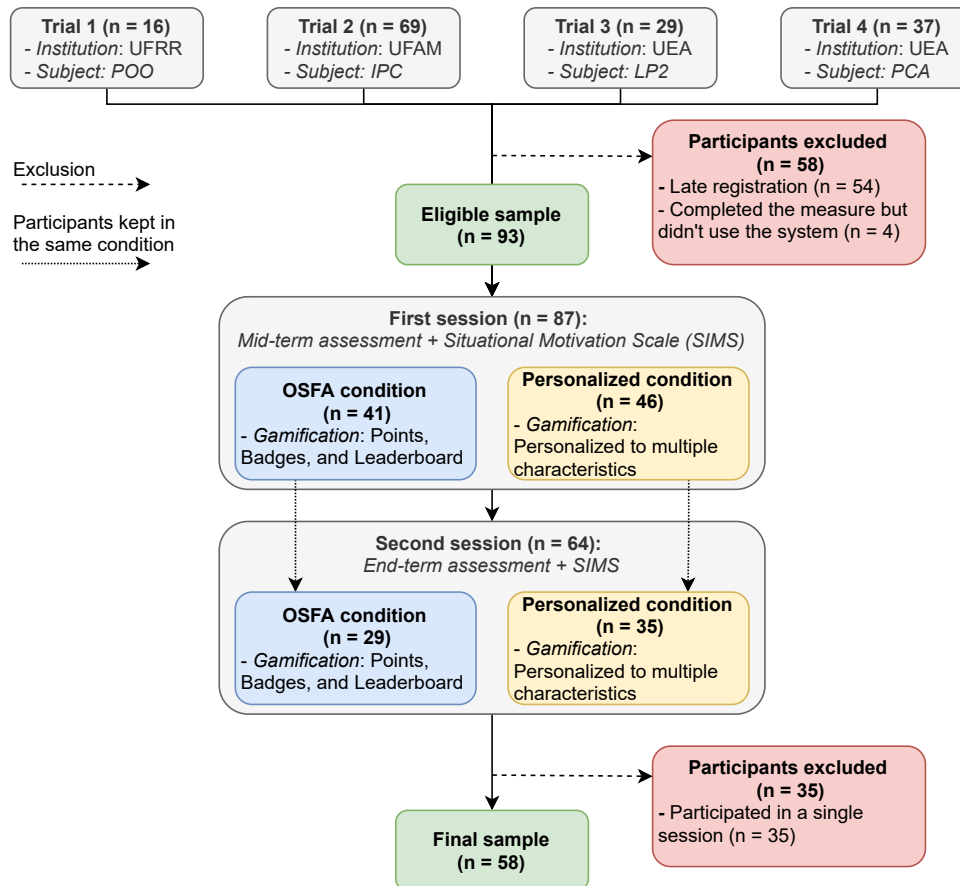 Trial 1 (n = 16)
- Institution: UFRR
- Subject: POO
Trial 2 (n = 69)
- Institution: UFAM
- Subject: IPC
Trial 3 (n = 29)
- Institution: UEA
- Subject: LP2
Trial 4 (n = 37)
- Institution: UEA
- Subject: PCA
Exclusion
Participants kept in
the same condition
Participants excluded
(n = 58)
- Late registration (n = 54)
- Completed the measure but
didn't use the system (n = 4)
Eligible sample
(n = 93)
First session (n = 87):
Mid-term assessment + Situational Motivation Scale (SIMS)
OSFA condition
(n = 41)
- Gamification: Points,
Badges, and Leaderboard
Personalized condition
(n = 46)
- Gamification:
Personalized to multiple
characteristics
Second session (n = 64):
End-term assessment + SIMS
OSFA condition
(n = 29)
- Gamification: Points,
Badges, and Leaderboard
Personalized condition
(n = 35)
- Gamification:
Personalized to multiple
characteristics
Participants excluded
(n = 35)
- Participated in a single
session (n = 35)
Final sample
(n = 58)